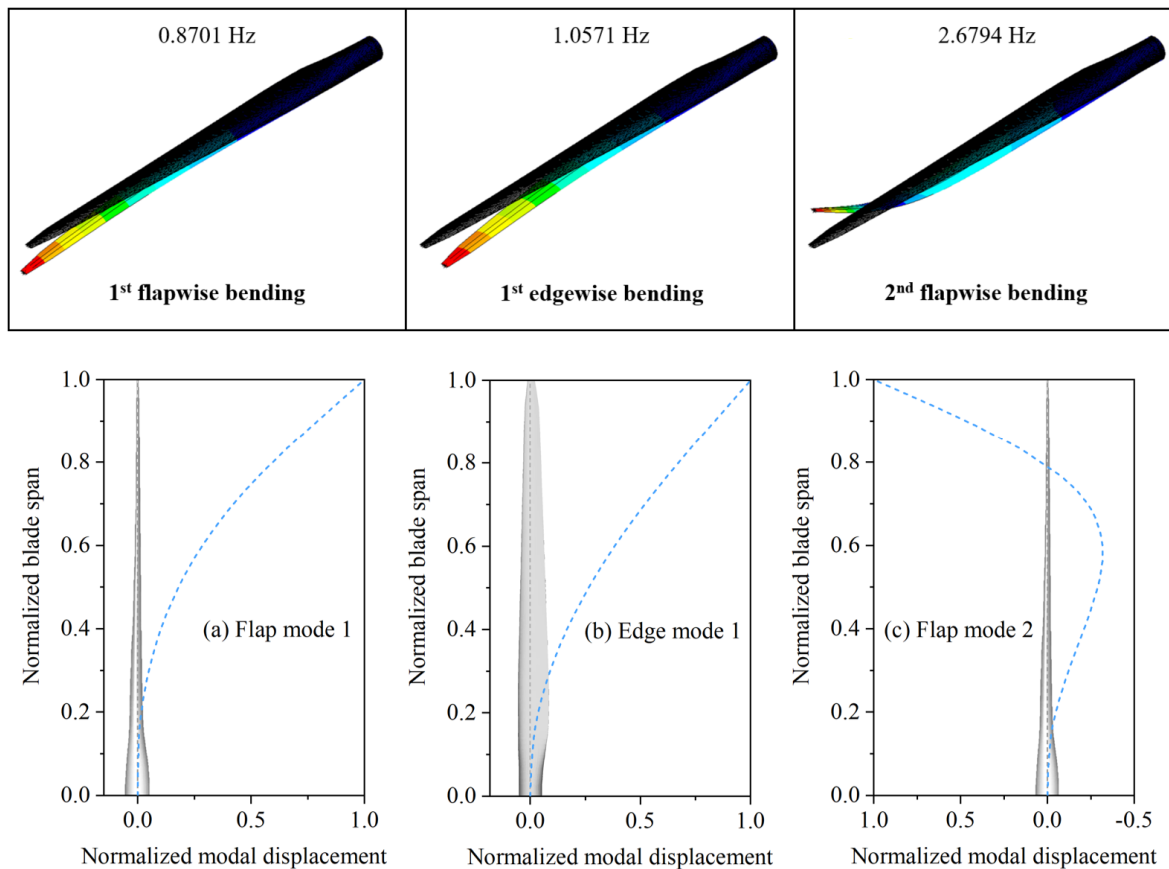 0.8701 Hz
1st flapwise bending
1.0571 Hz
1st edgewise bending
2.6794 Hz
2nd flapwise bending
Normalized blade span
1.0
0.8
0.6
0.4
0.2
0.0
(a) Flap mode 1
0.0 0.5 1.0
Normalized modal displacement
Normalized blade span
1.0
0.8
0.6
0.4
0.2
0.0
(b) Edge mode 1
0.0 0.5 1.0
Normalized modal displacement
Normalized blade span
1.0
0.8
0.6
0.4
0.2
0.0
(c) Flap mode 2
1.0 0.5 0.0 -0.5
Normalized modal displacement